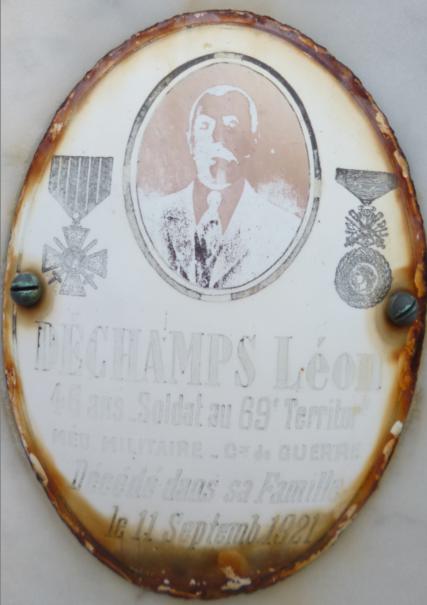 DÉCHAMPS Léon
46 ans _ Soldat au 69e Territor
MÉD MILITAIRE _ Cx de GUERRE
Décédé dans sa Famille
le 11 Septemb 1921